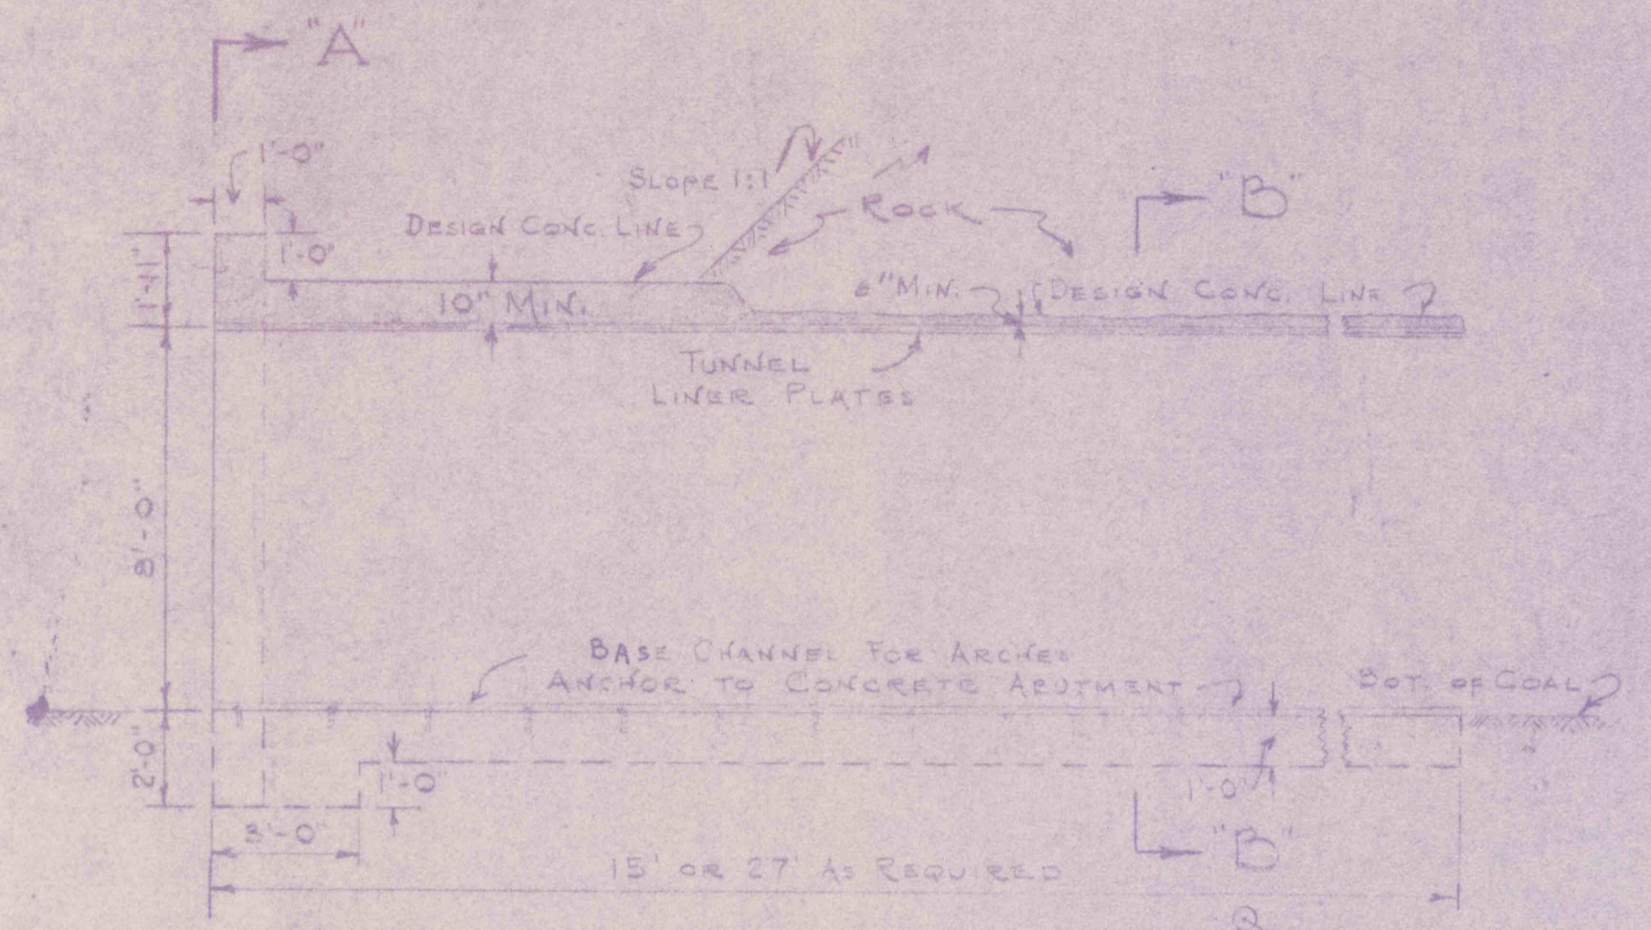 "A"
1'-0"
SLOPE 1:1
ROCK
"B"
DESIGN CONC. LINE
1'-0"
1'-11"
10" MIN.
6" MIN.
DESIGN CONC. LINE
TUNNEL
LINER PLATES
8'-0"
BASE CHANNEL FOR ARCHES
ANCHOR TO CONCRETE ABUTMENT
BOT. OF COAL
2'-0"
1'-0"
1'-0"
3'-0"
"B"
15' OR 27' AS REQUIRED